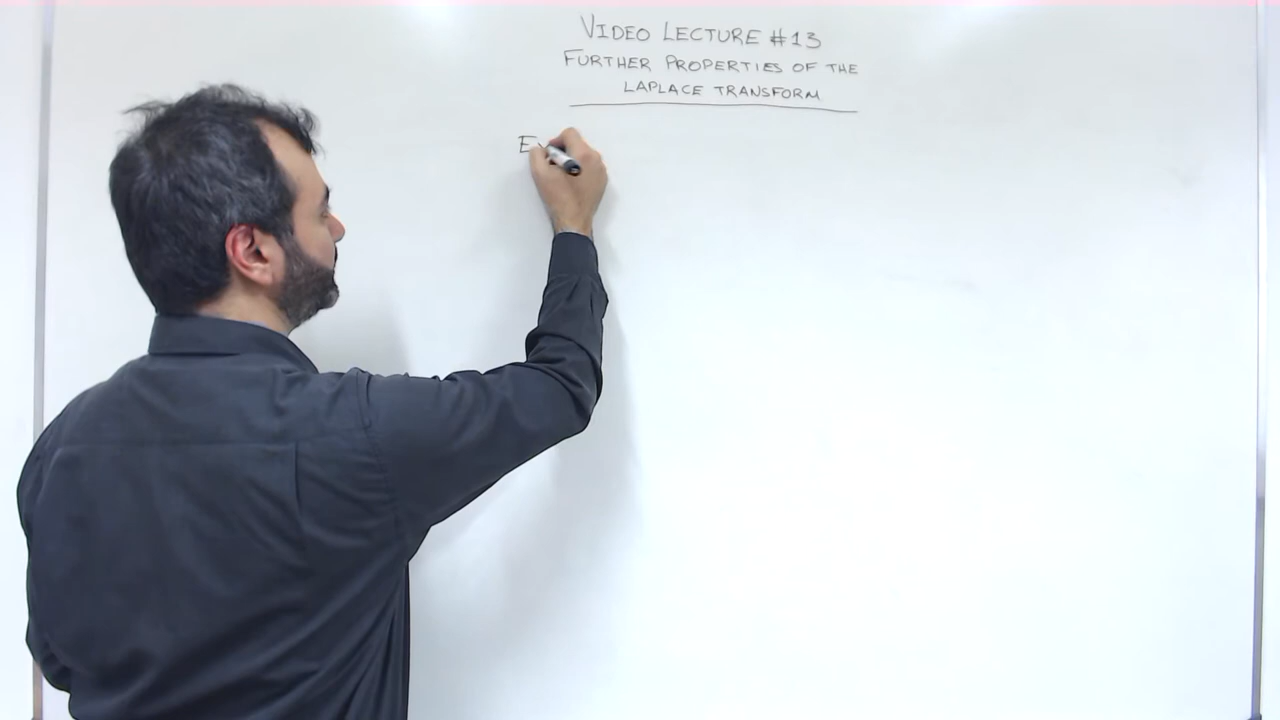 VIDEO LECTURE #13
FURTHER PROPERTIES OF THE
LAPLACE TRANSFORM
E